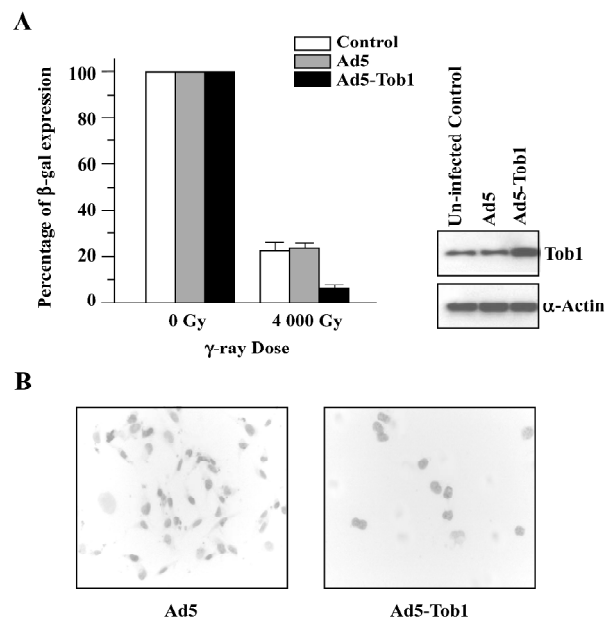 A
Control
Ad5
Ad5-Tob1
Percentage of β-gal expression
100
80
60
40
20
0
0 Gy
4 000 Gy
γ-ray Dose
Un-infected Control
Ad5
Ad5-Tob1
Tob1
α-Actin
B
Ad5
Ad5-Tob1